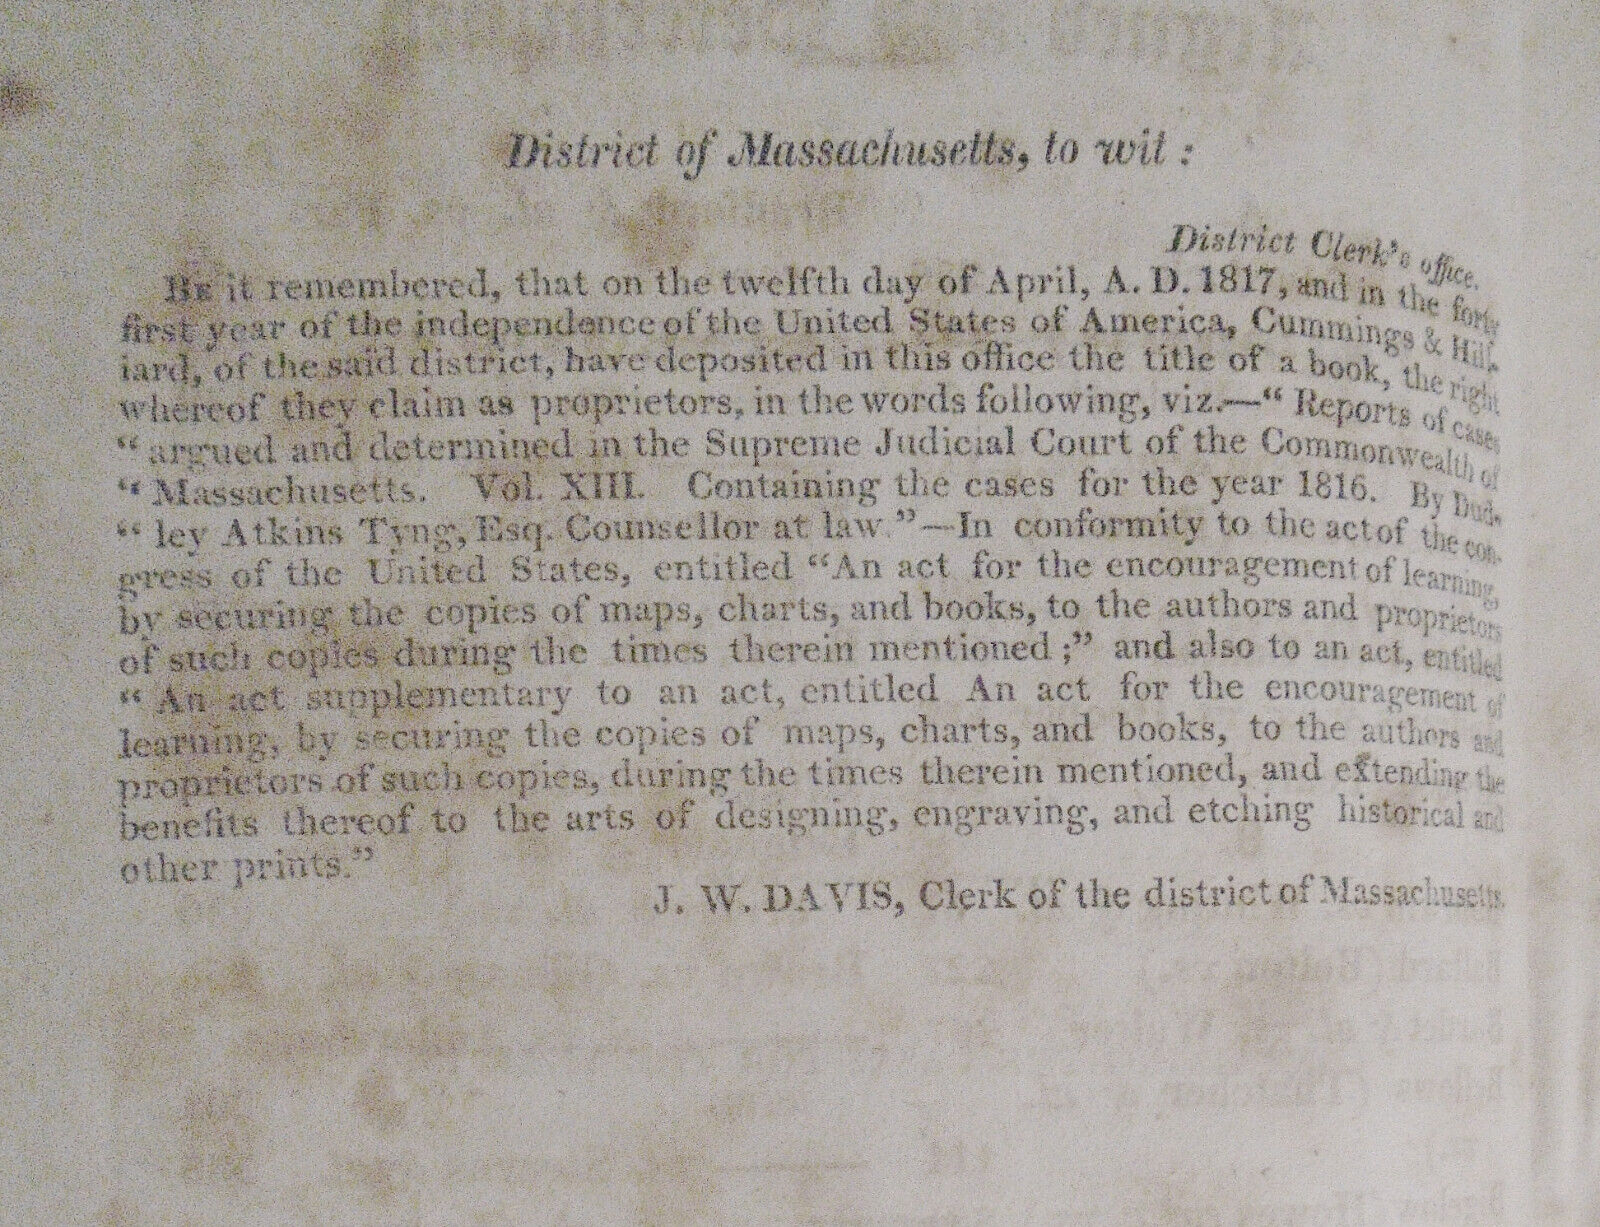 District of Massachusetts, to wit:
District Clerk's office.
BE it remembered, that on the twelfth day of April, A. D. 1817, and in the forty
first year of the independence of the United States of America, Cummings & Hill-
iard, of the said district, have deposited in this office the title of a book, the right
whereof they claim as proprietors, in the words following, viz.—“ Reports of cases
“ argued and determined in the Supreme Judicial Court of the Commonwealth of
“ Massachusetts. Vol. XIII. Containing the cases for the year 1816. By Dud-
“ ley Atkins Tyng, Esq. Counsellor at law.”—In conformity to the act of the con-
gress of the United States, entitled “An act for the encouragement of learning,
by securing the copies of maps, charts, and books, to the authors and proprietors
of such copies during the times therein mentioned ;” and also to an act, entitled
“ An act supplementary to an act, entitled An act for the encouragement of
learning, by securing the copies of maps, charts, and books, to the authors and
proprietors of such copies, during the times therein mentioned, and extending the
benefits thereof to the arts of designing, engraving, and etching historical and
other prints.”
J. W. DAVIS, Clerk of the district of Massachusetts.